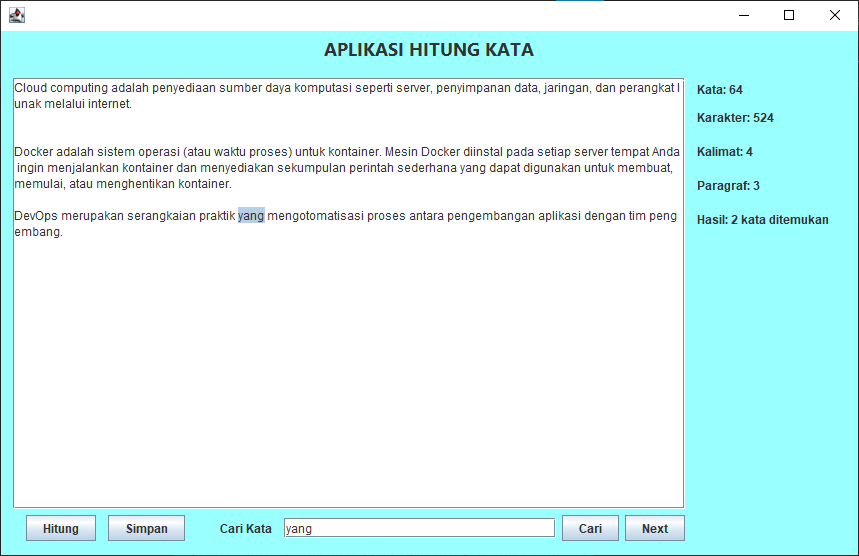 APLIKASI HITUNG KATA
Cloud computing adalah penyediaan sumber daya komputasi seperti server, penyimpanan data, jaringan, dan perangkat l
unak melalui internet.
Docker adalah sistem operasi (atau waktu proses) untuk kontainer. Mesin Docker diinstal pada setiap server tempat Anda
ingin menjalankan kontainer dan menyediakan sekumpulan perintah sederhana yang dapat digunakan untuk membuat,
memulai, atau menghentikan kontainer.
DevOps merupakan serangkaian praktik yang mengotomatisasi proses antara pengembangan aplikasi dengan tim peng
embang.
Kata: 64
Karakter: 524
Kalimat: 4
Paragraf: 3
Hasil: 2 kata ditemukan
Hitung
Simpan
Cari Kata
yang
Cari
Next